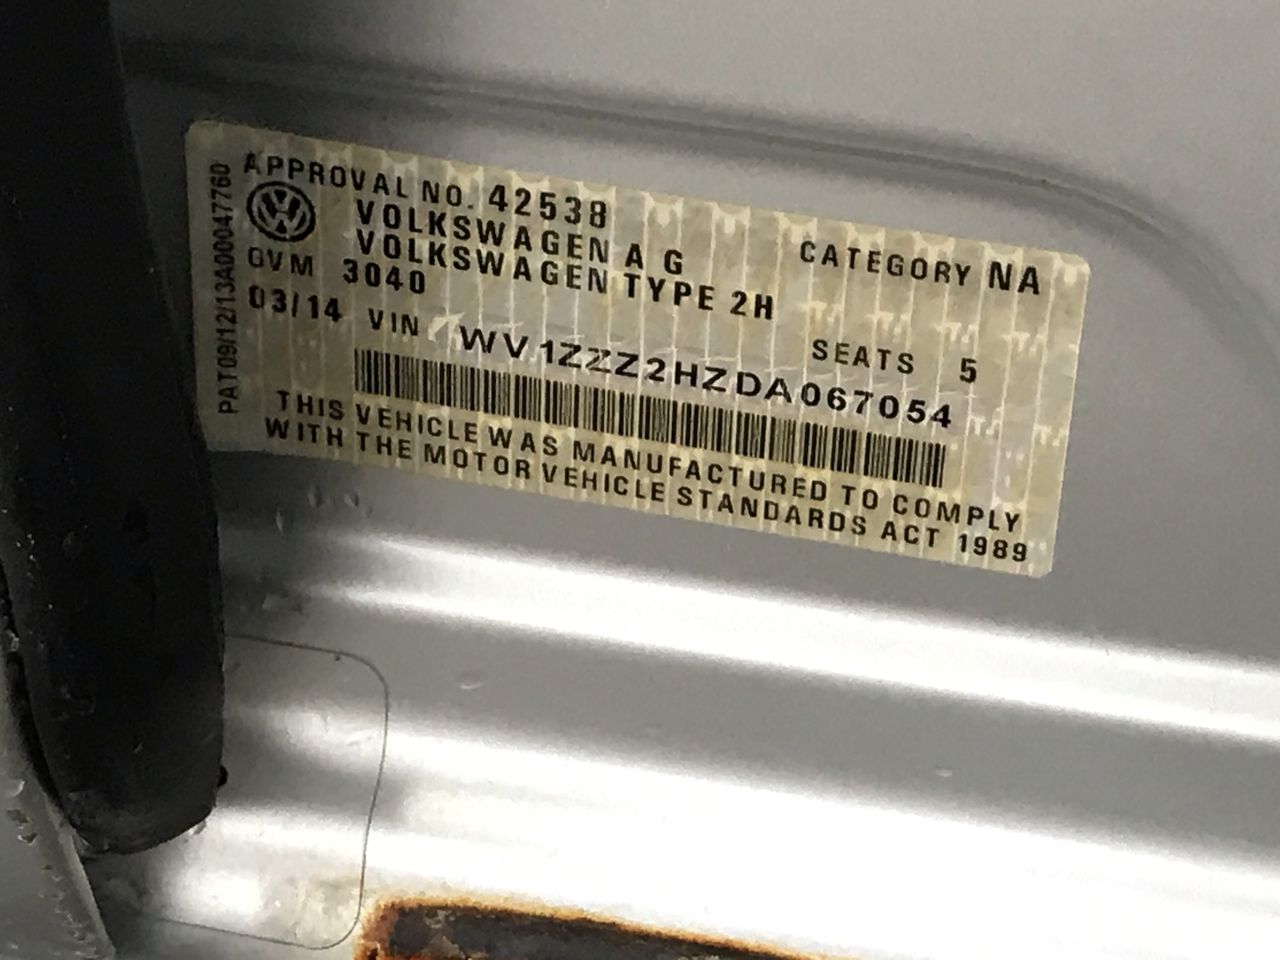 APPROVAL NO. 42538 CATEGORY NA
VOLKSWAGEN AG
VOLKSWAGEN TYPE 2H
GVM 3040 SEATS 5
03/14 VIN WV1ZZZ2HZDA067054
THIS VEHICLE WAS MANUFACTURED TO COMPLY
WITH THE MOTOR VEHICLE STANDARDS ACT 1989
PAT09/12/13A00047760